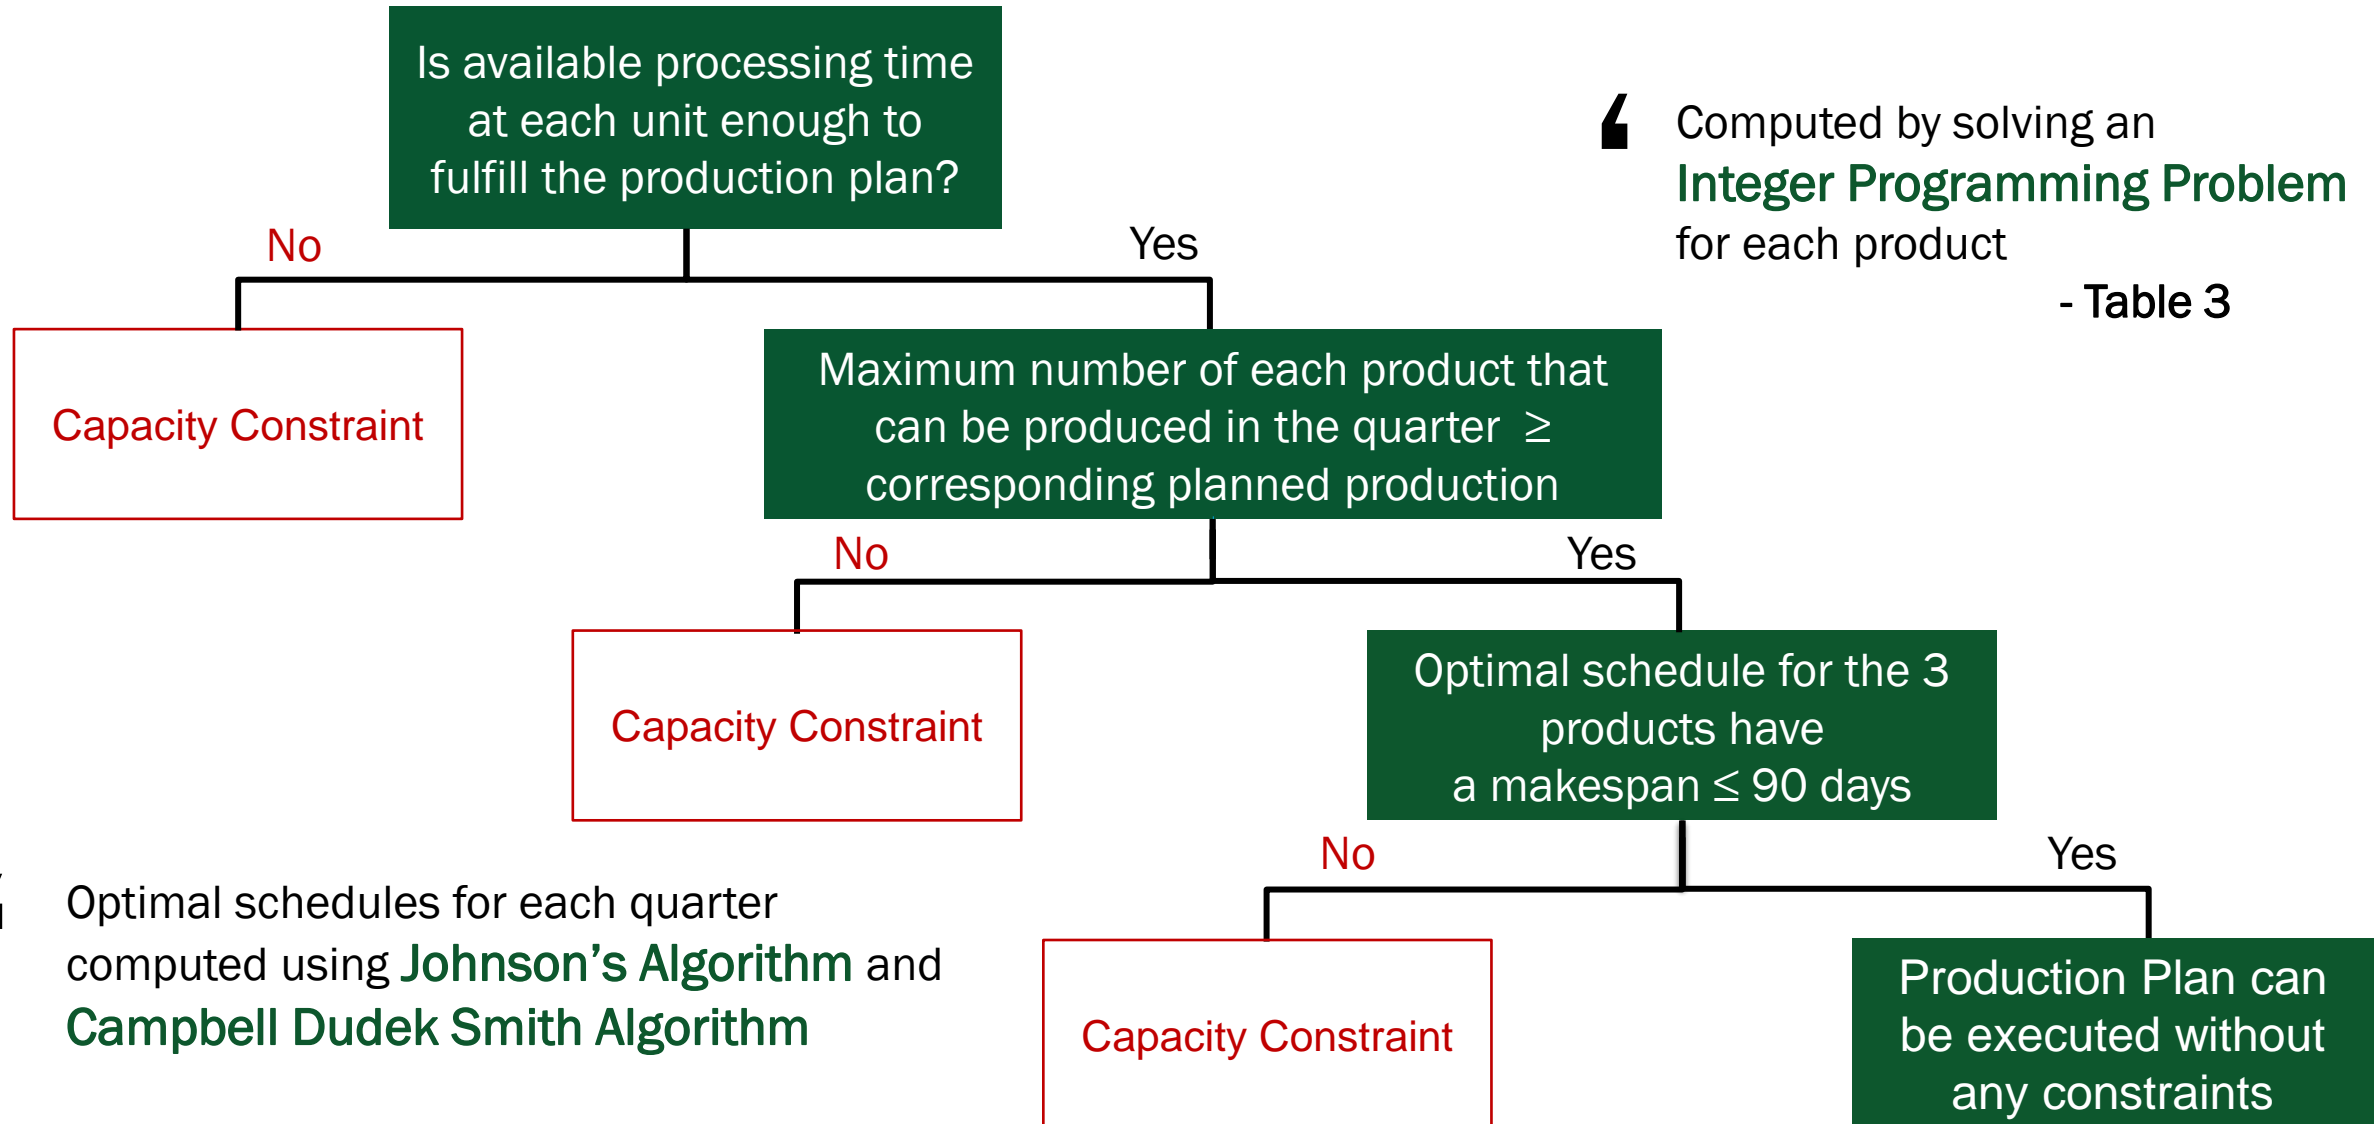 Is available processing time
at each unit enough to
fulfill the production plan?
‘ Computed by solving an
Integer Programming Problem
for each product
- Table 3
No
Yes
Capacity Constraint
Maximum number of each product that
can be produced in the quarter ≥
corresponding planned production
No
Yes
Capacity Constraint
Optimal schedule for the 3
products have
a makespan ≤ 90 days
No
Yes
Optimal schedules for each quarter
computed using Johnson’s Algorithm and
Campbell Dudek Smith Algorithm
Capacity Constraint
Production Plan can
be executed without
any constraints